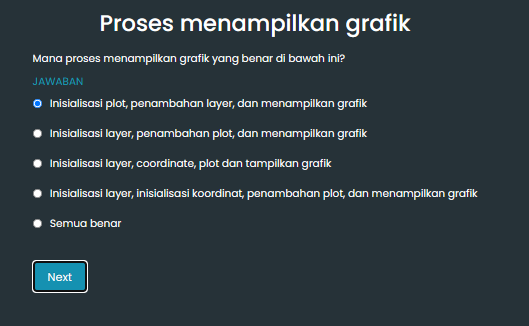 Proses menampilkan grafik
Mana proses menampilkan grafik yang benar di bawah ini?
JAWABAN
Inisialisasi plot, penambahan layer, dan menampilkan grafik
Inisialisasi layer, penambahan plot, dan menampilkan grafik
Inisialisasi layer, coordinate, plot dan tampilkan grafik
Inisialisasi layer, inisialisasi koordinat, penambahan plot, dan menampilkan grafik
Semua benar
Next